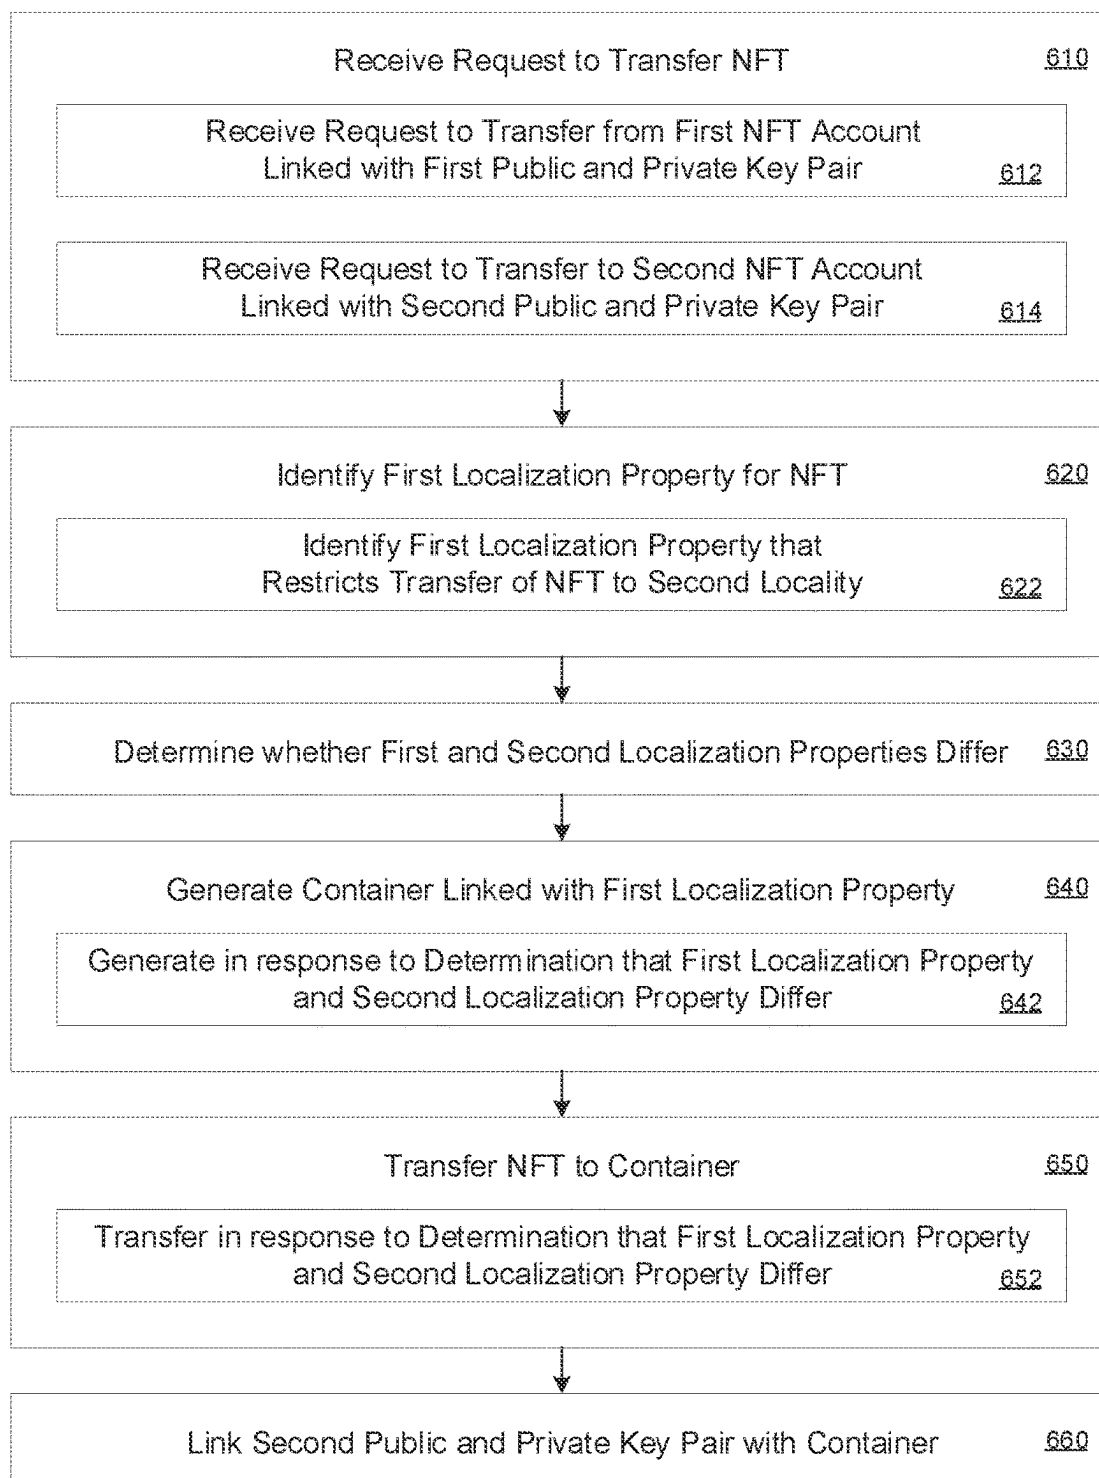 Receive Request to Transfer NFT 610
Receive Request to Transfer from First NFT Account
Linked with First Public and Private Key Pair 612
Receive Request to Transfer to Second NFT Account
Linked with Second Public and Private Key Pair 614
Identify First Localization Property for NFT 620
Identify First Localization Property that
Restricts Transfer of NFT to Second Locality 622
Determine whether First and Second Localization Properties Differ 630
Generate Container Linked with First Localization Property 640
Generate in response to Determination that First Localization Property
and Second Localization Property Differ 642
Transfer NFT to Container 650
Transfer in response to Determination that First Localization Property
and Second Localization Property Differ 652
Link Second Public and Private Key Pair with Container 660